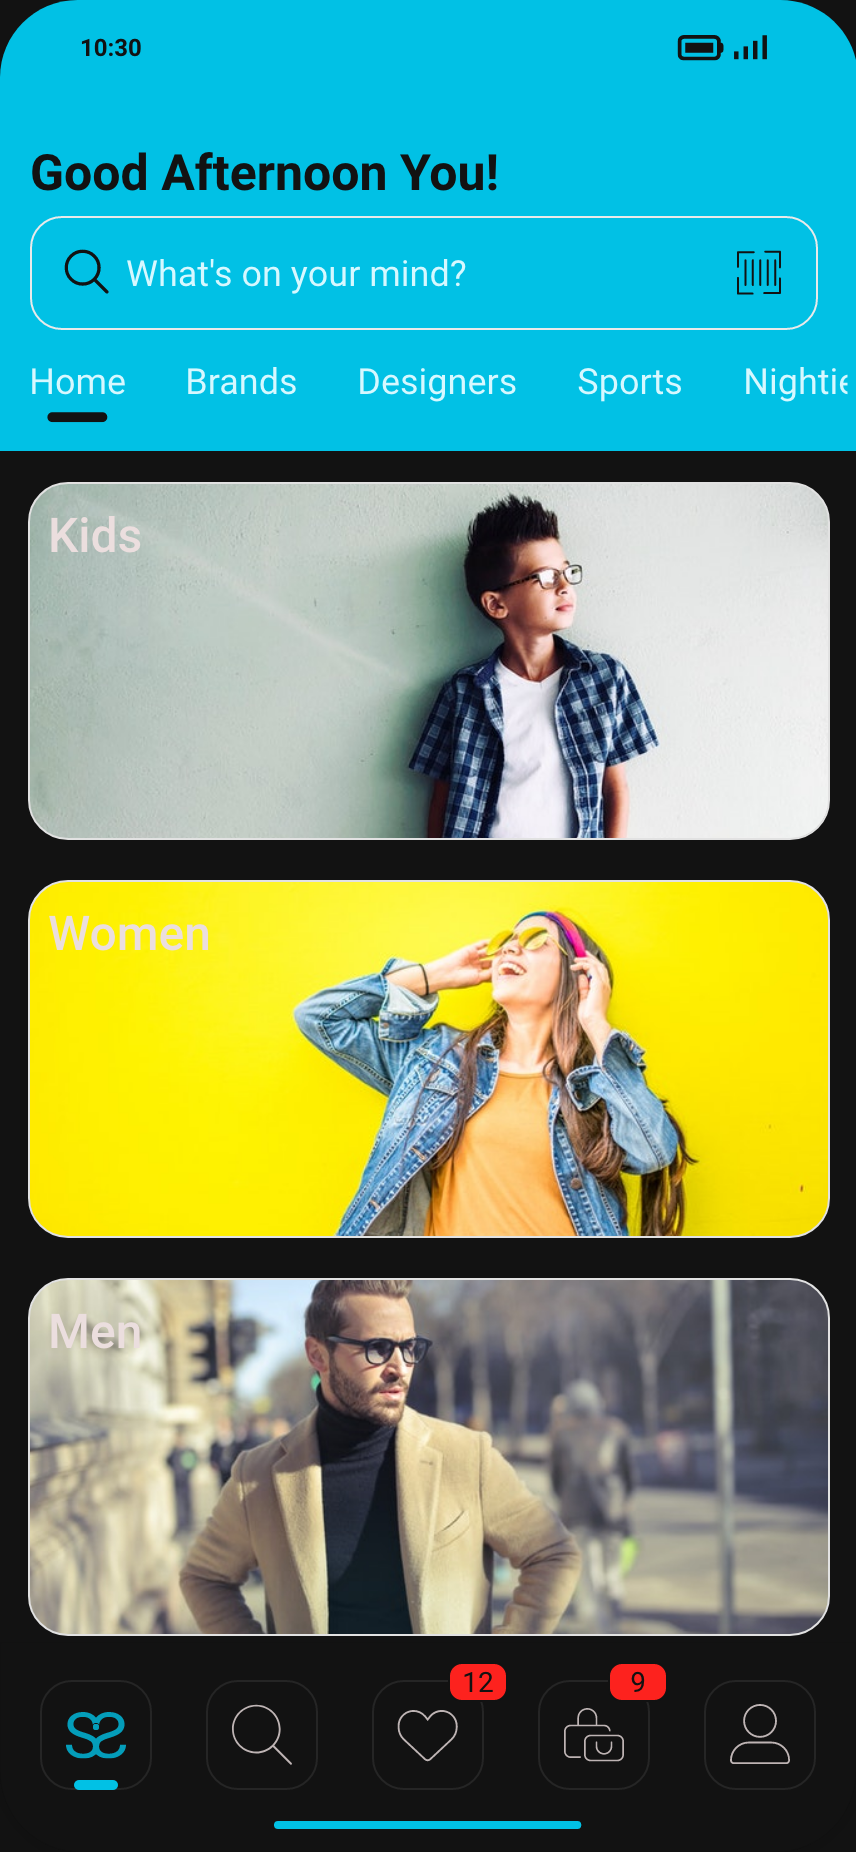 10:30
Good Afternoon You!
What's on your mind?
Home Brands Designers Sports Nightie
Kids
Women
Men
12 9